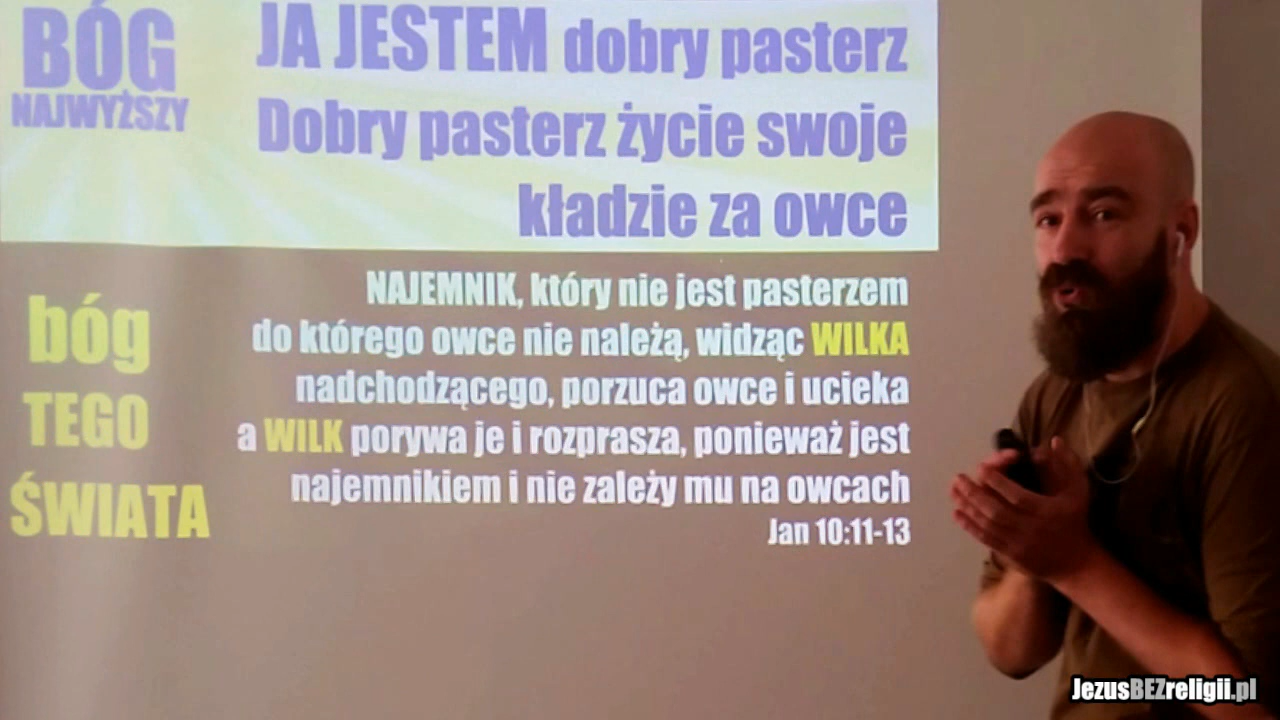 BÓG
NAJWYŻSZY
JA JESTEM dobry pasterz
Dobry pasterz życie swoje
kładzie za owce
bóg
TEGO
ŚWIATA
NAJEMNIK, który nie jest pasterzem
do którego owce nie należą, widząc WILKA
nadchodzącego, porzuca owce i ucieka
a WILK porywa je i rozprasza, ponieważ jest
najemnikiem i nie zależy mu na owcach
Jan 10:11-13
JezusBEZreligii.pl